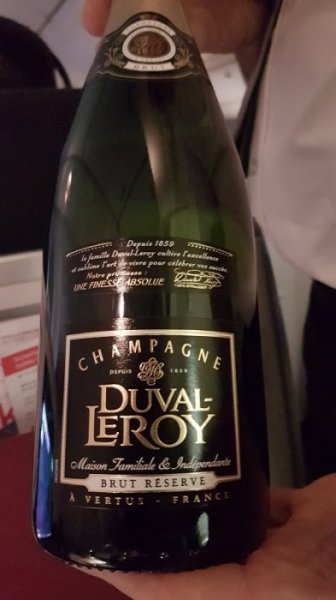 BRUT
Depuis 1859
la famille Duval-Leroy cultive l'excellence
et sublime l'art de vivre pour célébrer vos succès.
Notre promesse :
UNE FINESSE ABSOLUE
CHAMPAGNE
DEPUIS 1859
DUVAL-
LEROY
Maison Familiale & Indépendante
BRUT RÉSERVE
À VERTUS - FRANCE